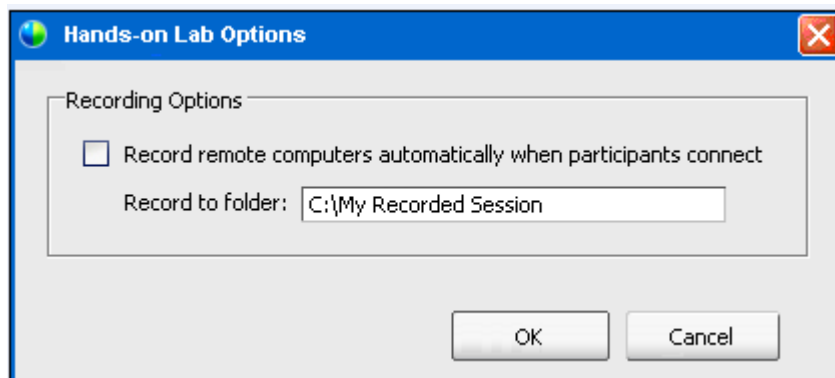 Hands-on Lab Options
Recording Options
Record remote computers automatically when participants connect
Record to folder: C:\My Recorded Session
OK Cancel